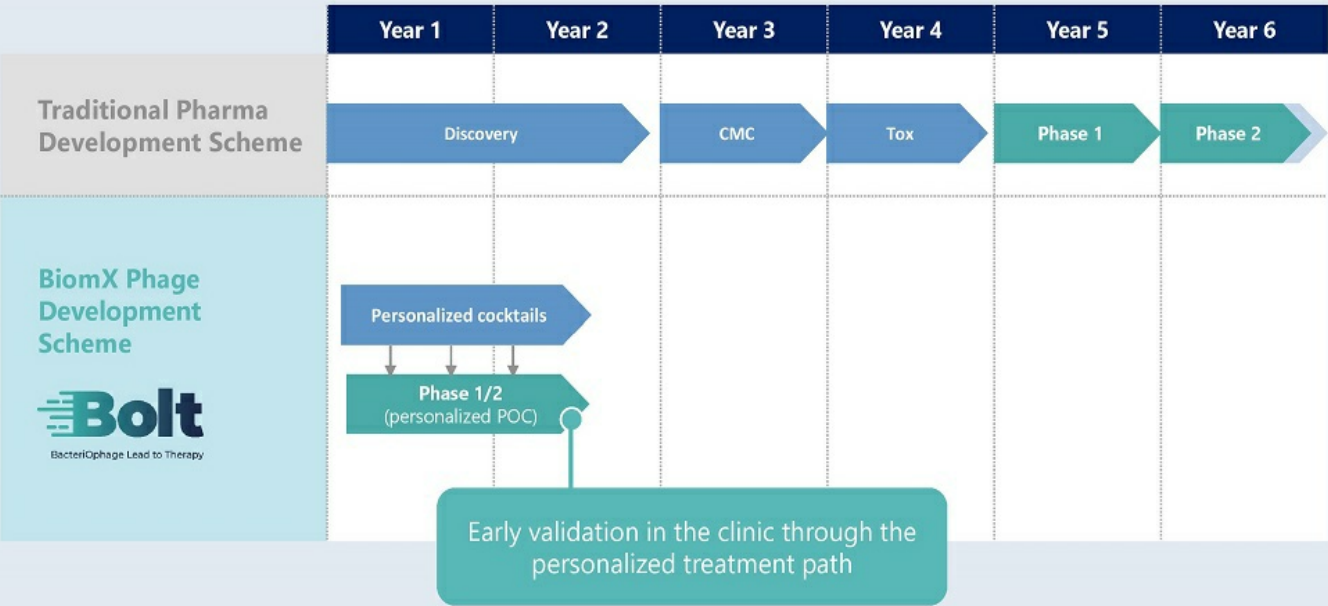 Year 1
Year 2
Year 3
Year 4
Year 5
Year 6
Traditional Pharma
Development Scheme
Discovery
CMC
Tox
Phase 1
Phase 2
BiomX Phage
Development
Scheme
Bolt
BacteriOphage Lead to Therapy
Personalized cocktails
Phase 1/2
(personalized POC)
Early validation in the clinic through the
personalized treatment path